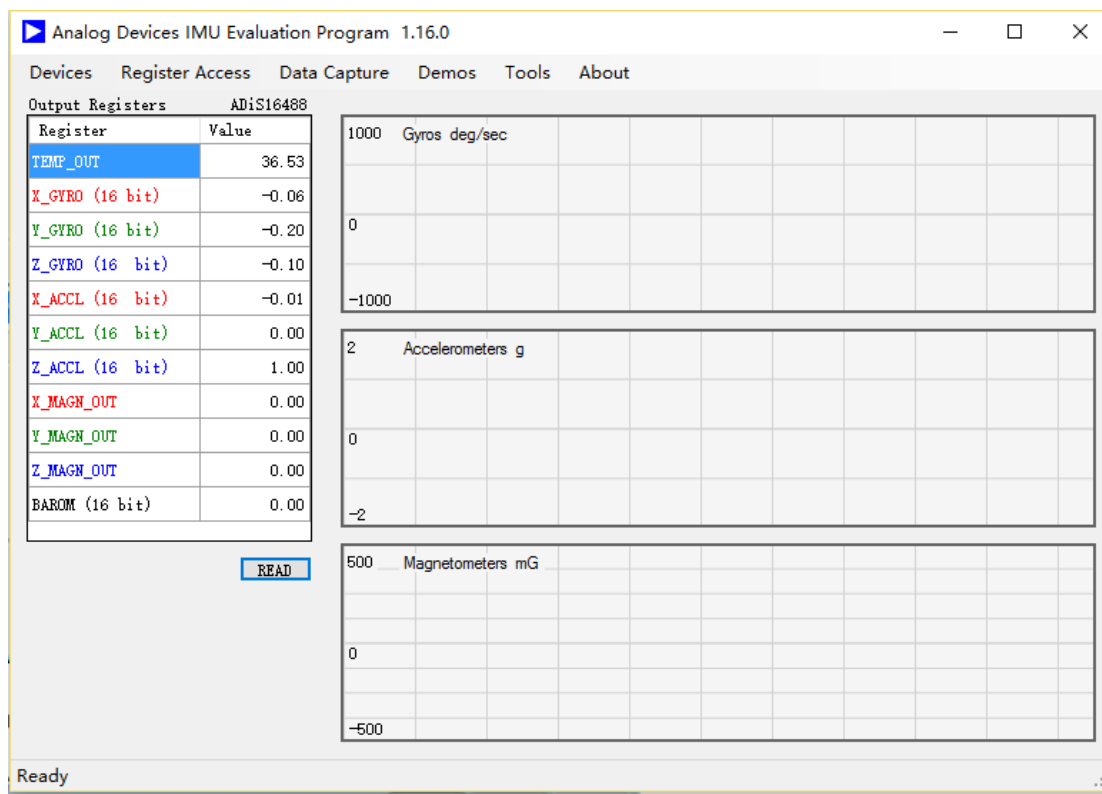 Analog Devices IMU Evaluation Program 1.16.0
Devices Register Access Data Capture Demos Tools About
Output Registers ADiS16488
Register Value
TEMP_OUT 36.53
X_GYRO (16 bit) -0.06
Y_GYRO (16 bit) -0.20
Z_GYRO (16 bit) -0.10
X_ACCL (16 bit) -0.01
Y_ACCL (16 bit) 0.00
Z_ACCL (16 bit) 1.00
X_MAGN_OUT 0.00
Y_MAGN_OUT 0.00
Z_MAGN_OUT 0.00
BAROM (16 bit) 0.00
READ
1000 Gyros deg/sec
0
-1000
2 Accelerometers g
0
-2
500 Magnetometers mG
0
-500
Ready